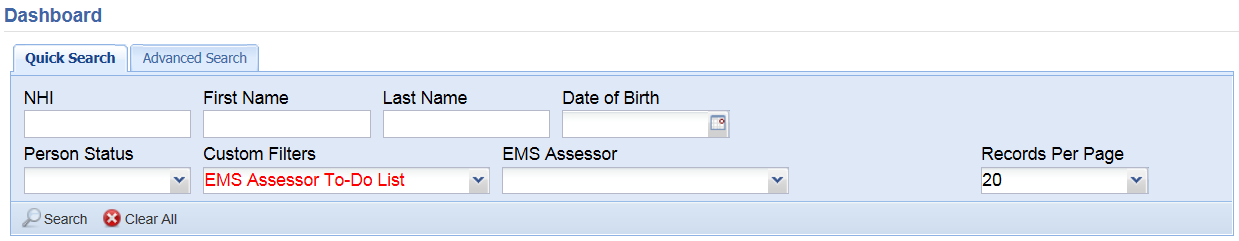 Dashboard
Quick Search Advanced Search
NHI First Name Last Name Date of Birth
Person Status Custom Filters EMS Assessor Records Per Page
EMS Assessor To-Do List 20
Search Clear All